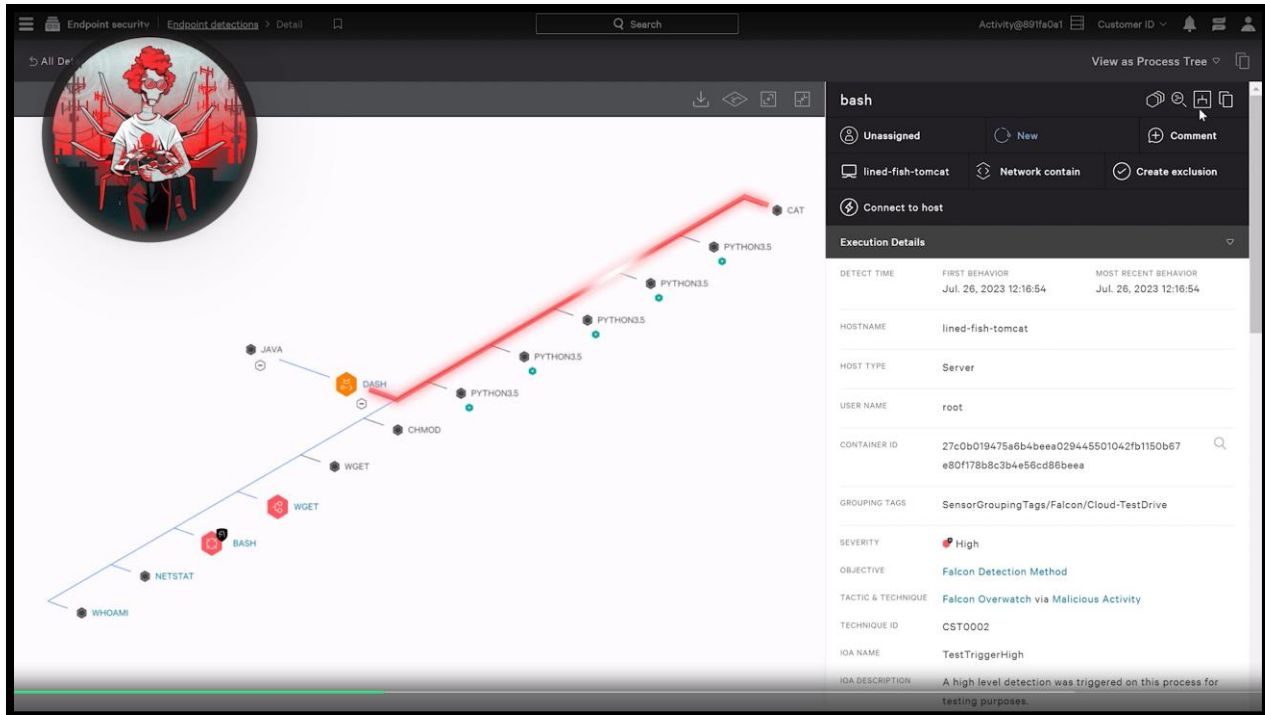 Endpoint security Endpoint detections > Detail
Search
Activity@891fa0a1 Customer ID
All
View as Process Tree
CAT
PYTHON3.5
PYTHON3.5
PYTHON3.5
PYTHON3.5
PYTHON3.5
JAVA
DASH
CHMOD
WGET
WGET
BASH
NETSTAT
WHOAMI
bash
Unassigned New Comment
lined-fish-tomcat Network contain Create exclusion
Connect to host
Execution Details
DETECT TIME FIRST BEHAVIOR MOST RECENT BEHAVIOR
Jul. 26, 2023 12:16:54 Jul. 26, 2023 12:16:54
HOSTNAME lined-fish-tomcat
HOST TYPE Server
USER NAME root
CONTAINER ID 27c0b019475a6b4beea029445501042fb1150b67
e80f178b8c3b4e56cd86beea
GROUPING TAGS SensorGroupingTags/Falcon/Cloud-TestDrive
SEVERITY High
OBJECTIVE Falcon Detection Method
TACTIC & TECHNIQUE Falcon Overwatch via Malicious Activity
TECHNIQUE ID CST0002
IOA NAME TestTriggerHigh
IOA DESCRIPTION A high level detection was triggered on this process for
testing purposes.